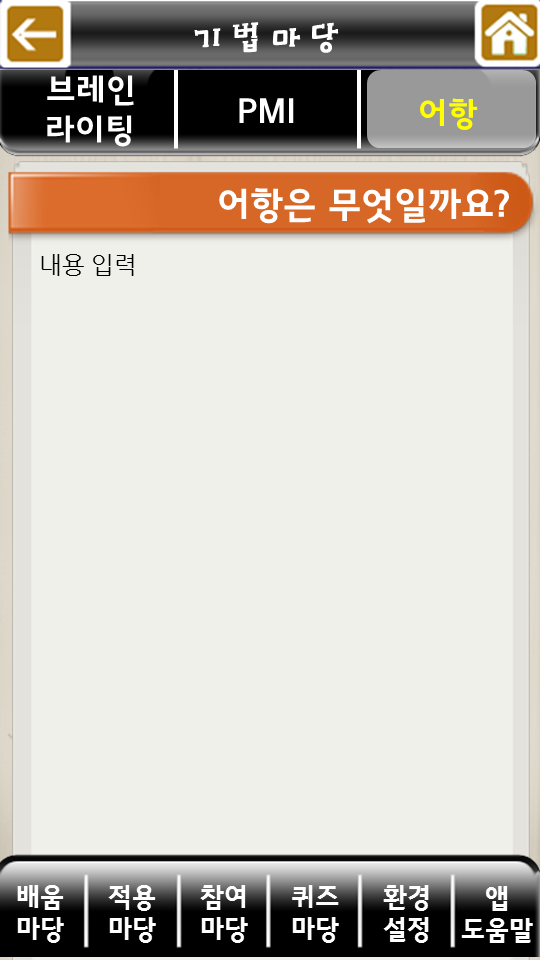 기법마당
브레인
라이팅
PMI
어항
어항은 무엇일까요?
내용 입력
배움
마당
적용
마당
참여
마당
퀴즈
마당
환경
설정
앱
도움말